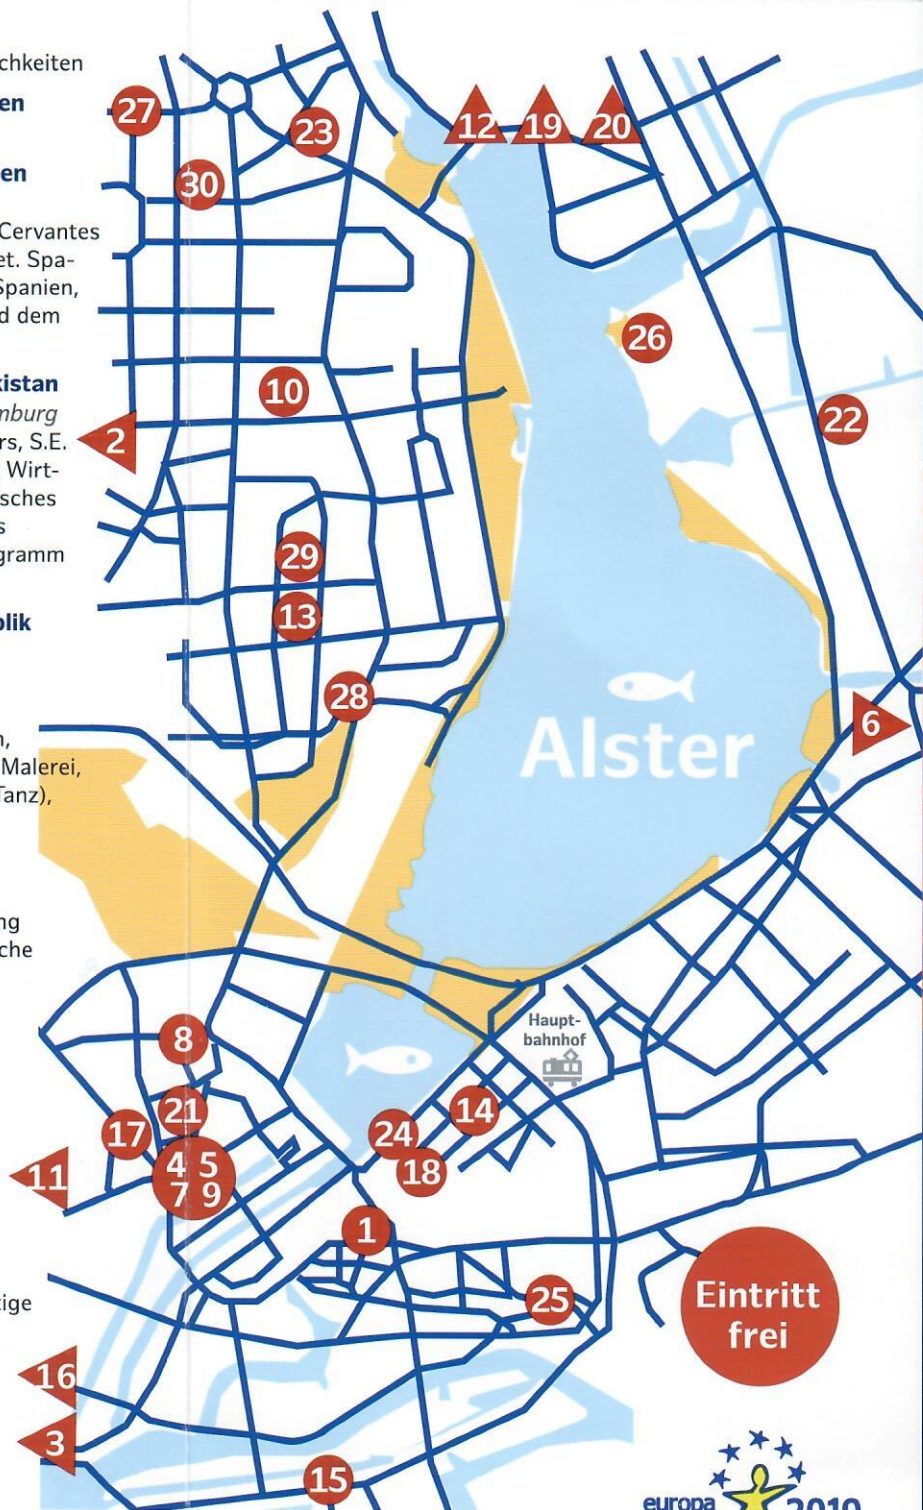 chkeiten
en
en
Cervantes
et. Spa-
Spanien,
d dem
kistan
mburg
rs, S.E.
Wirt-
sches
s
gramm
blik
n,
Malerei,
Tanz),
ng
che
tige
27
23
12
19
20
30
26
10
2
22
29
13
28
6
Alster
Haupt-
bahnhof
8
21
17
14
24
18
4 5
7 9
11
1
25
Eintritt
frei
16
3
15
europa
2019